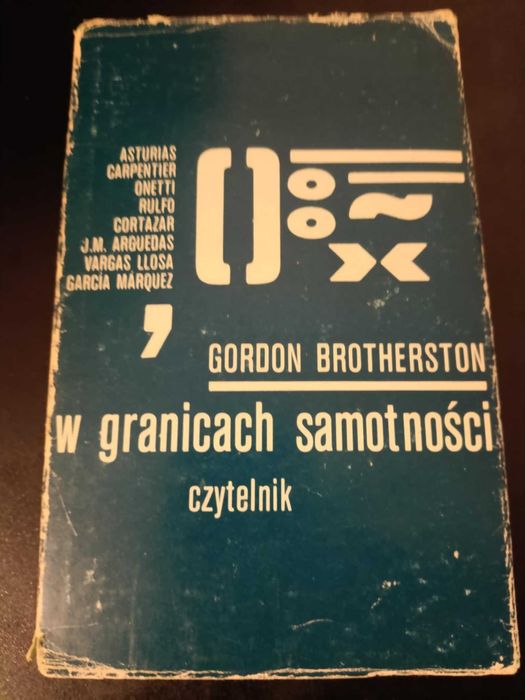 ASTURIAS
CARPENTIER
ONETTI
RULFO
CORTAZAR
J.M. ARGUEDAS
VARGAS LLOSA
GARCIA MARQUEZ
GORDON BROTHERSTON
w granicach samotności
czytelnik